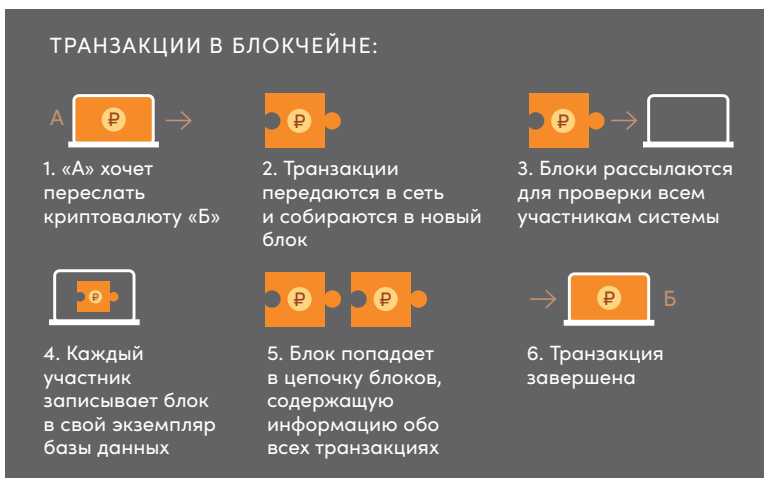 ТРАНЗАКЦИИ В БЛОКЧЕЙНЕ:
А
₽
1. «А» хочет
переслать
криптовалюту «Б»
₽
2. Транзакции
передаются в сеть
и собираются в новый
блок
₽
3. Блоки рассылаются
для проверки всем
участникам системы
₽
4. Каждый
участник
записывает блок
в свой экземпляр
базы данных
₽ ₽
5. Блок попадает
в цепочку блоков,
содержащую
информацию обо
всех транзакциях
₽
Б
6. Транзакция
завершена